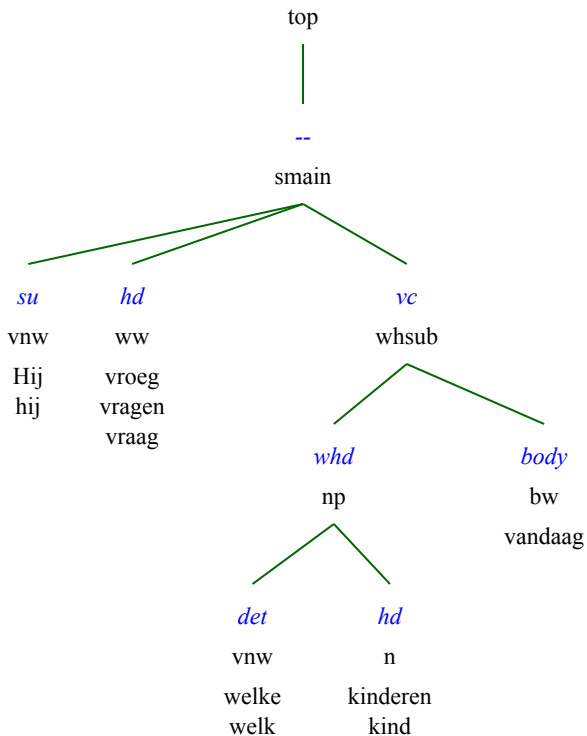 top
--
smain
su hd vc
vnw ww whsub
Hij vroeg
hij vragen
vraag
whd body
np bw
vandaag
det hd
vnw n
welke kinderen
welk kind